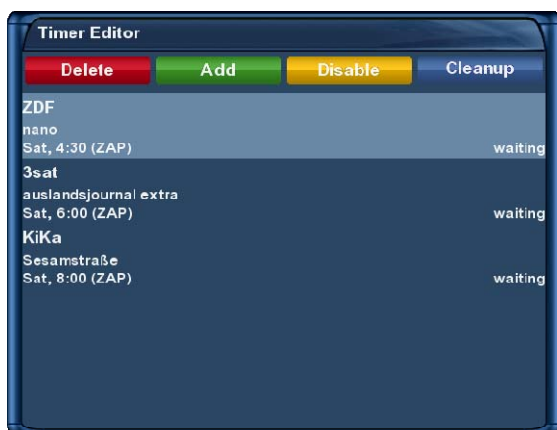 Timer Editor
Delete Add Disable Cleanup
ZDF
nano
Sat, 4:30 (ZAP) waiting
3sat
auslandsjournal extra
Sat, 6:00 (ZAP) waiting
KiKa
Sesamstraße
Sat, 8:00 (ZAP) waiting